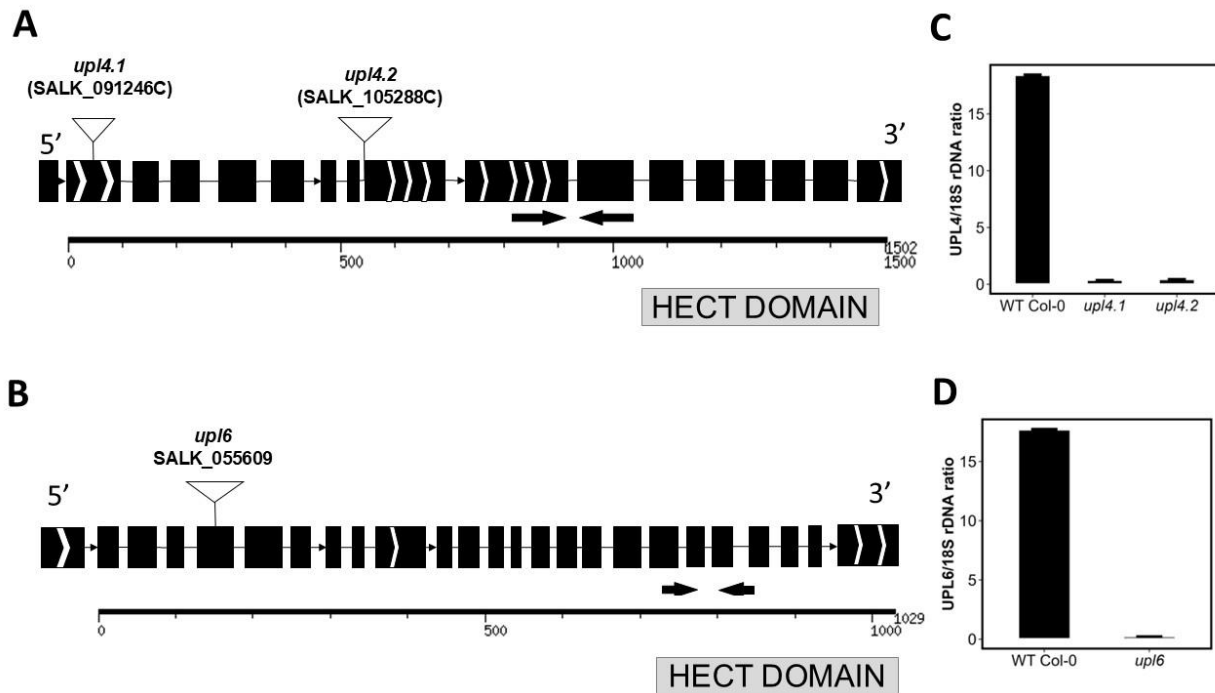 A
upl4.1
(SALK_091246C)
upl4.2
(SALK_105288C)
5’
3’
0
500
1000
1502
1500
HECT DOMAIN
B
upl6
SALK_055609
5’
3’
0
500
1000
1029
HECT DOMAIN
C
UPL4/18S rDNA ratio
15
10
5
0
WT Col-0 upl4.1 upl4.2
D
UPL6/18S rDNA ratio
15
10
5
0
WT Col-0 upl6